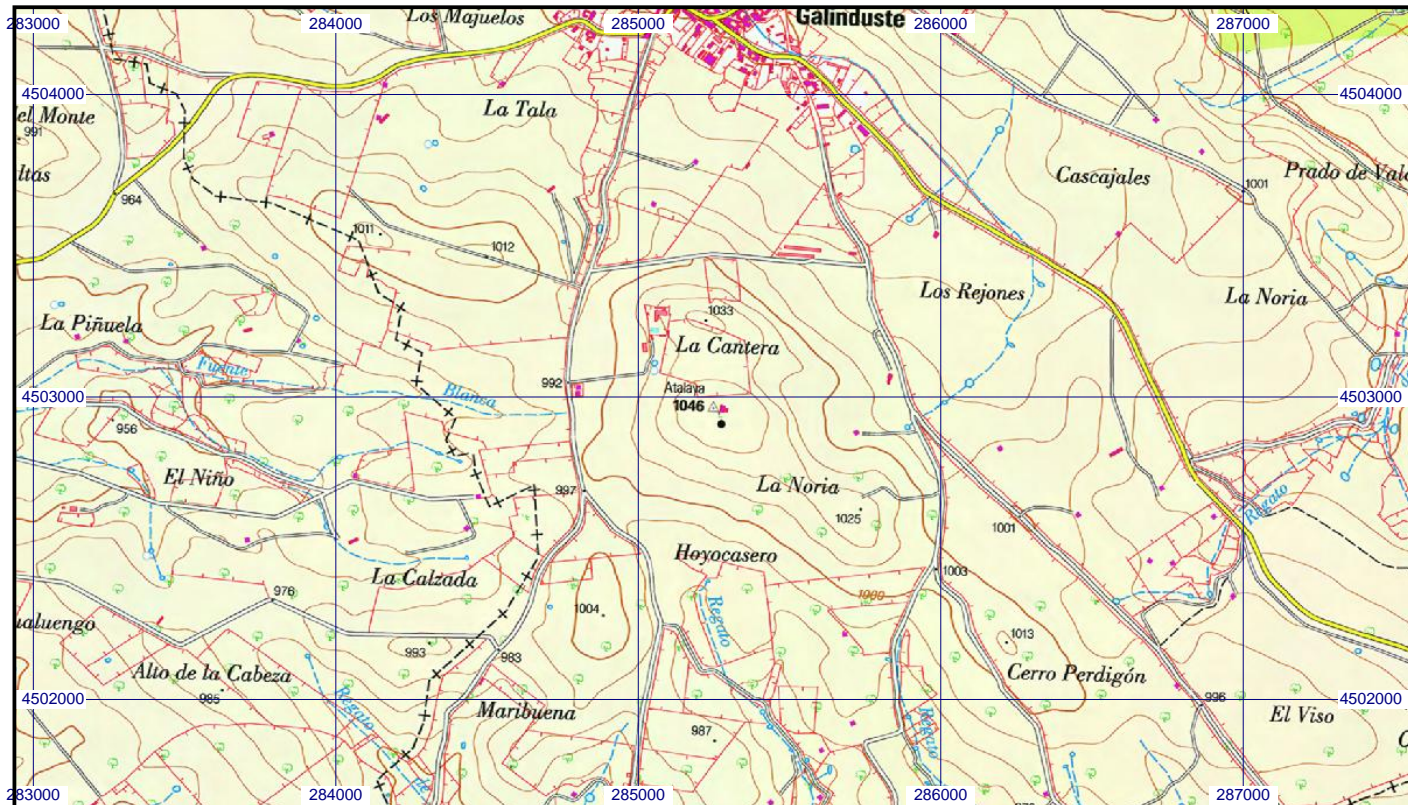 283000 284000 285000 286000 287000
Los Majuelos
Galinduste
4504000 4504000
La Tala
del Monte
991
Cascajales
Prado de Valde
1001
964
1011
1012
La Noria
Los Rejones
1033
La Piñuela
La Cantera
Fuente Blanca
992
Atalaya
1046
4503000 4503000
956
El Niño
997
La Noria
1025
1001
Regato
Hoyocasero
La Calzada
1003
976
1000
1004
Regato
1013
993
983
Alto de la Cabeza
985
Cerro Perdigón
996
4502000 4502000
Maribuena
Regato
Regato
El Viso
987
283000 284000 285000 286000 287000